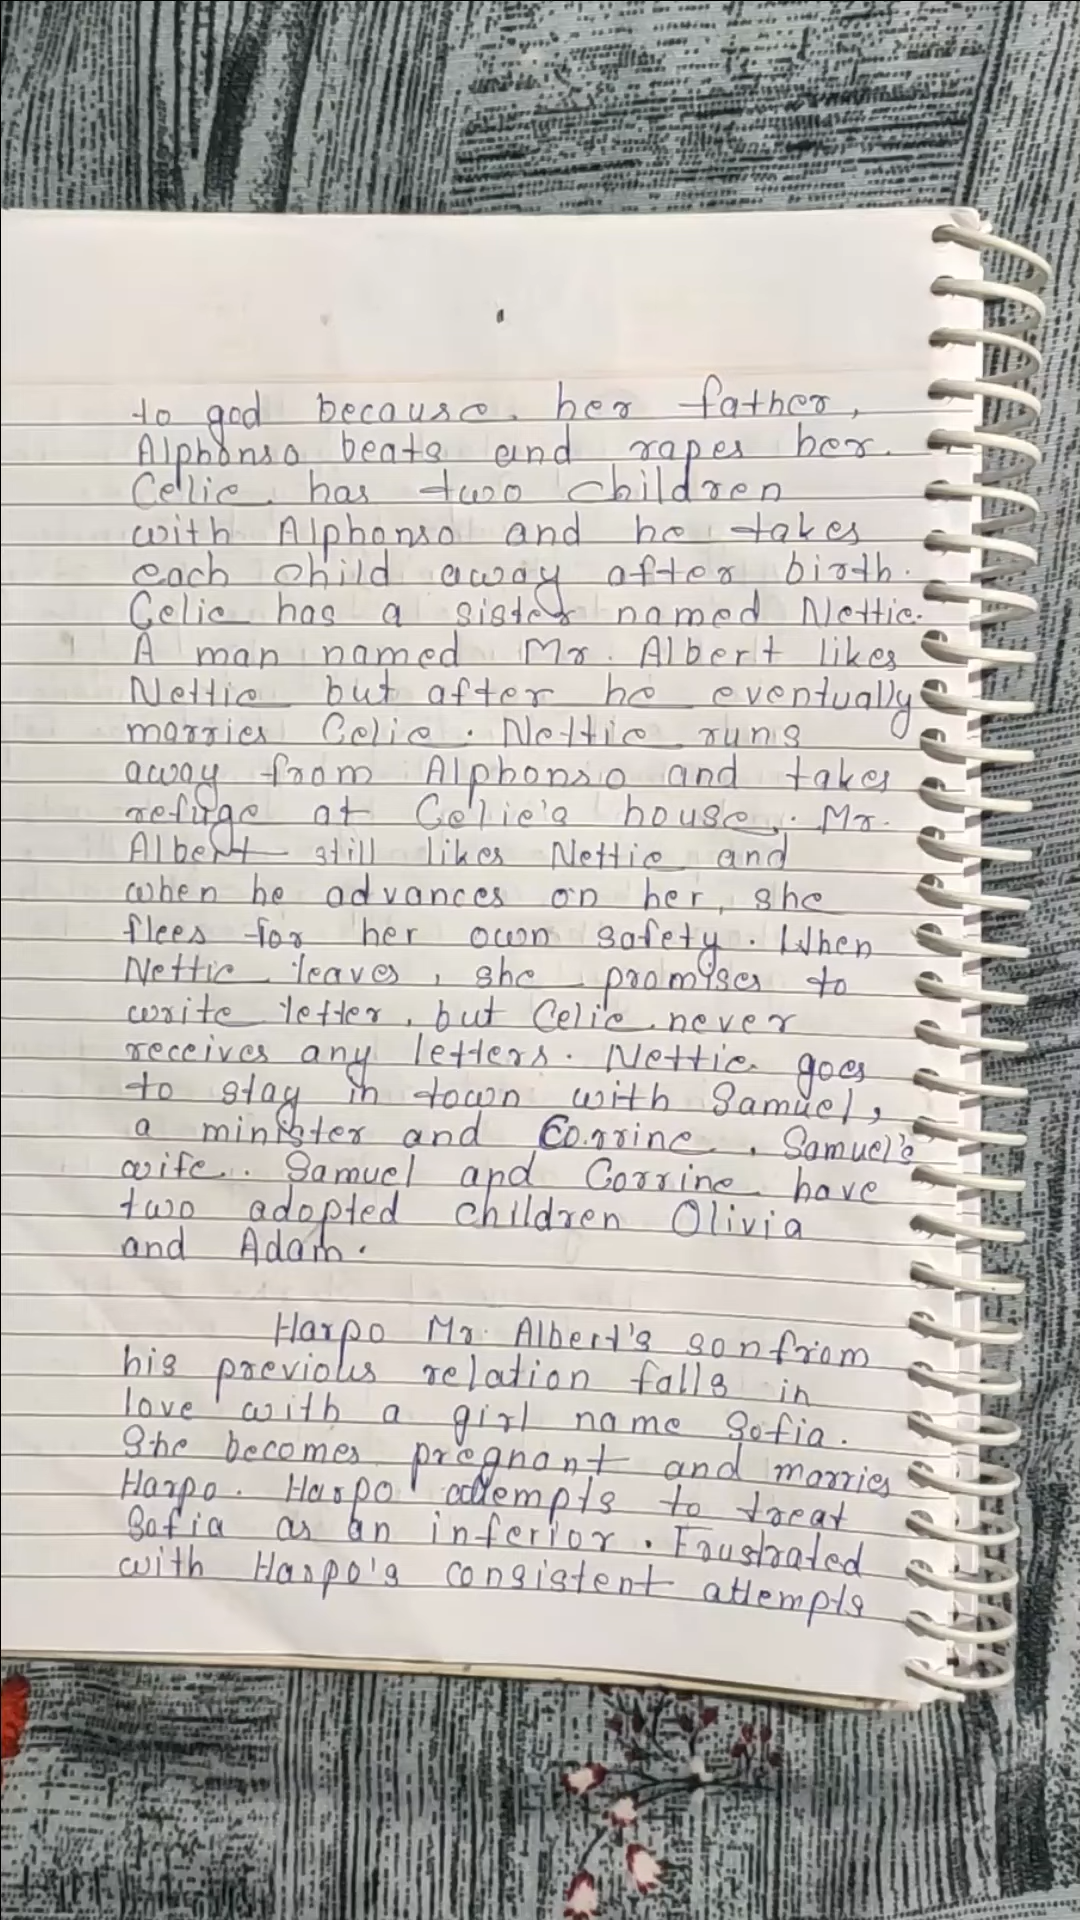 to god because her father,
Alphonso beats and rapes her.
Celie has two children
with Alphonso and he takes
each child away after birth.
Celie has a sister named Nettie.
A man named Mr. Albert likes
Nettie but after he eventually
marries Celie. Nettie runs
away from Alphonso and takes
refuge at Celie's house. Mr.
Albert still likes Nettie and
when he advances on her, she
flees for her own safety. When
Nettie leaves, she promises to
write letter, but Celie never
receives any letters. Nettie goes
to stay in town with Samuel,
a minister and Corrine, Samuel's
wife. Samuel and Corrine have
two adopted children Olivia
and Adam.
Harpo Mr. Albert's son from
his previous relation falls in
love with a girl name Sofia.
She becomes pregnant and marries
Harpo. Harpo attempts to treat
Sofia as an inferior. Frustrated
with Harpo's consistent attempts